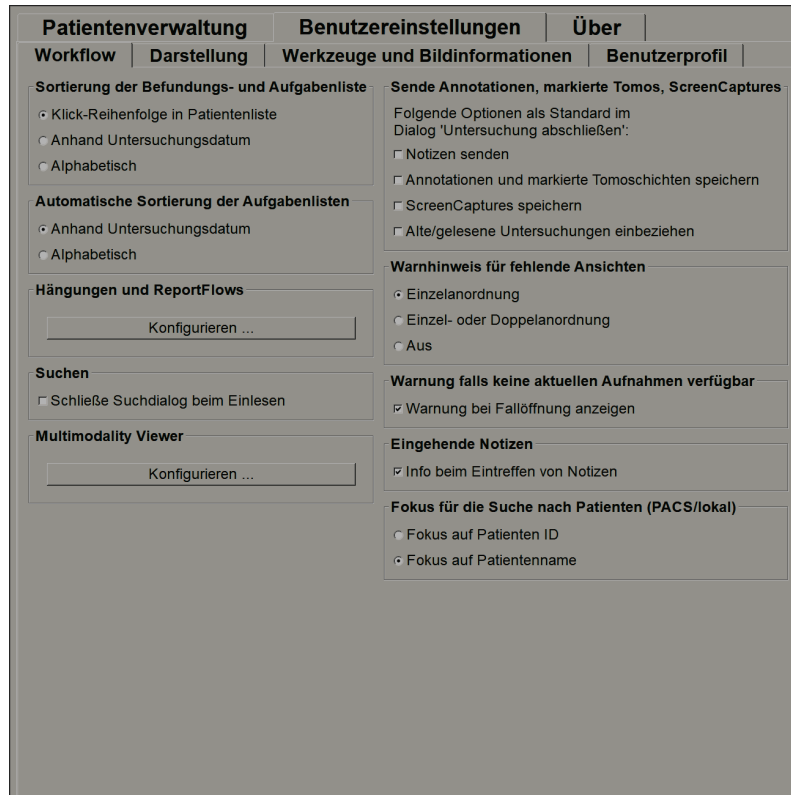 Patientenverwaltung
Benutzereinstellungen
Über
Workflow
Darstellung
Werkzeuge und Bildinformationen
Benutzerprofil
Sortierung der Befundungs- und Aufgabenliste
Klick-Reihenfolge in Patientenliste
Anhand Untersuchungsdatum
Alphabetisch
Automatische Sortierung der Aufgabenlisten
Anhand Untersuchungsdatum
Alphabetisch
Hängungen und ReportFlows
Konfigurieren ...
Suchen
Schließe Suchdialog beim Einlesen
Multimodality Viewer
Konfigurieren ...
Sende Annotationen, markierte Tomos, ScreenCaptures
Folgende Optionen als Standard im
Dialog 'Untersuchung abschließen':
Notizen senden
Annotationen und markierte Tomoschichten speichern
ScreenCaptures speichern
Alte/gelesene Untersuchungen einbeziehen
Warnhinweis für fehlende Ansichten
Einzelanordnung
Einzel- oder Doppelanordnung
Aus
Warnung falls keine aktuellen Aufnahmen verfügbar
Warnung bei Fallöffnung anzeigen
Eingehende Notizen
Info beim Eintreffen von Notizen
Fokus für die Suche nach Patienten (PACS/lokal)
Fokus auf Patienten ID
Fokus auf Patientenname